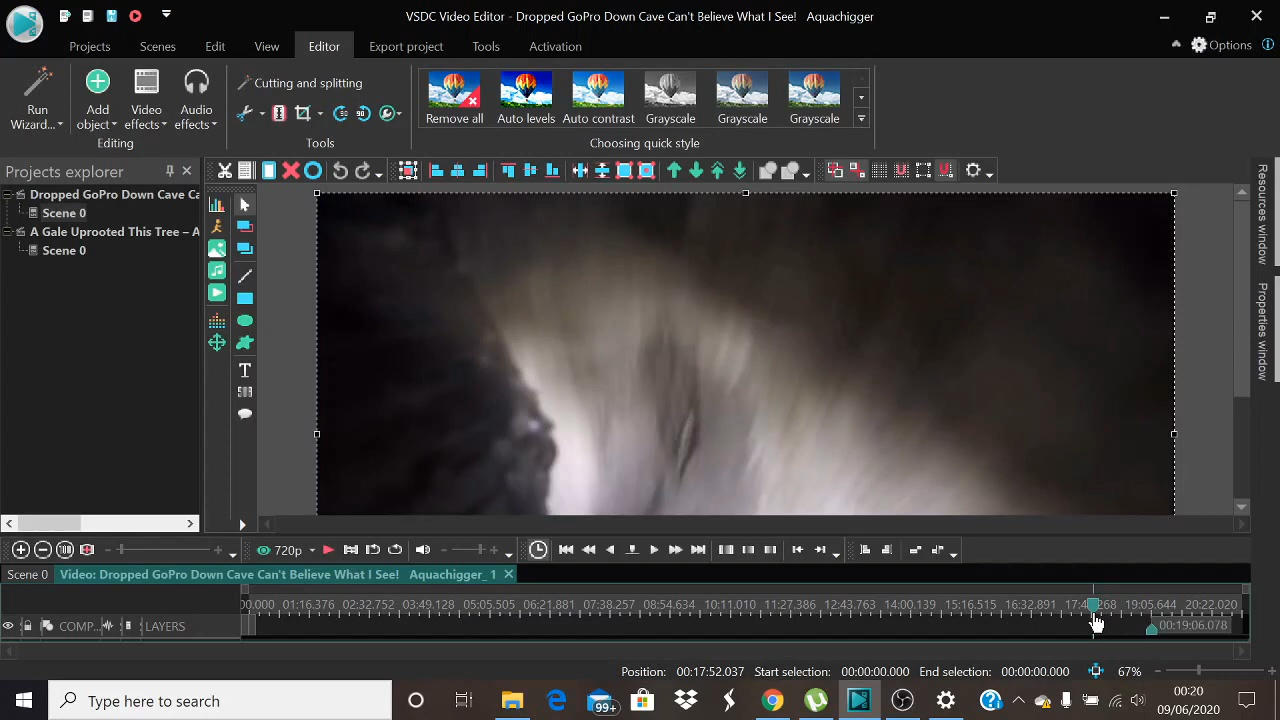 VSDC Video Editor - Dropped GoPro Down Cave Can't Believe What I See!   Aquachigger
Projects Scenes Edit View Editor Export project Tools Activation
Options
Run Wizard...
Add object
Video effects
Audio effects
Editing
Cutting and splitting
Tools
Remove all
Auto levels
Auto contrast
Grayscale
Grayscale
Grayscale
Choosing quick style
Projects explorer
Dropped GoPro Down Cave Ca
Scene 0
A Gale Uprooted This Tree – A
Scene 0
Resources window
Properties window
720p
Scene 0 Video: Dropped GoPro Down Cave Can't Believe What I See!   Aquachigger_ 1
00.000 01:16.376 02:32.752 03:49.128 05:05.505 06:21.881 07:38.257 08:54.634 10:11.010 11:27.386 12:43.763 14:00.139 15:16.515 16:32.891 19:05.644 20:22.020
COMP... LAYERS
00:19:06.078
Position: 00:17:52.037 Start selection: 00:00:00.000 End selection: 00:00:00.000 67%
Type here to search
99+
00:20
09/06/2020